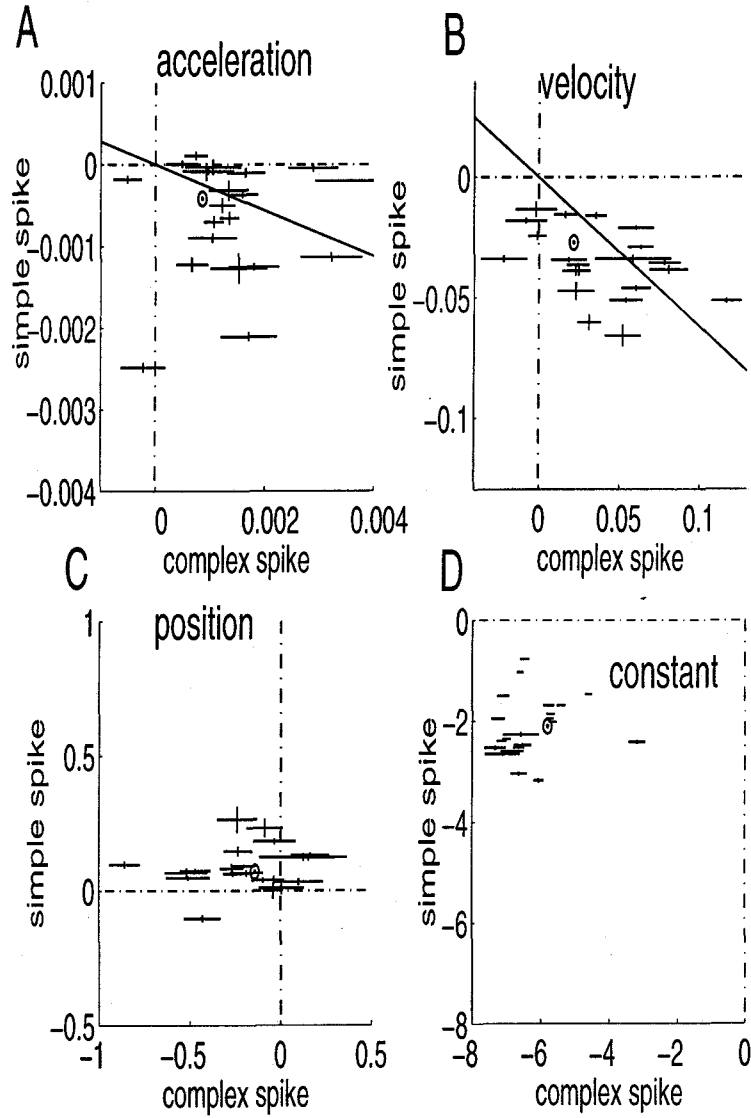 A
acceleration
0.001
0
−0.001
−0.002
−0.003
−0.004
simple spike
0
0.002
0.004
complex spike
B
velocity
0
−0.05
−0.1
simple spike
0
0.05
0.1
complex spike
C
position
1
0.5
0
−0.5
simple spike
−1
−0.5
0
0.5
complex spike
D
constant
0
−2
−4
−6
−8
simple spike
−8
−6
−4
−2
0
complex spike